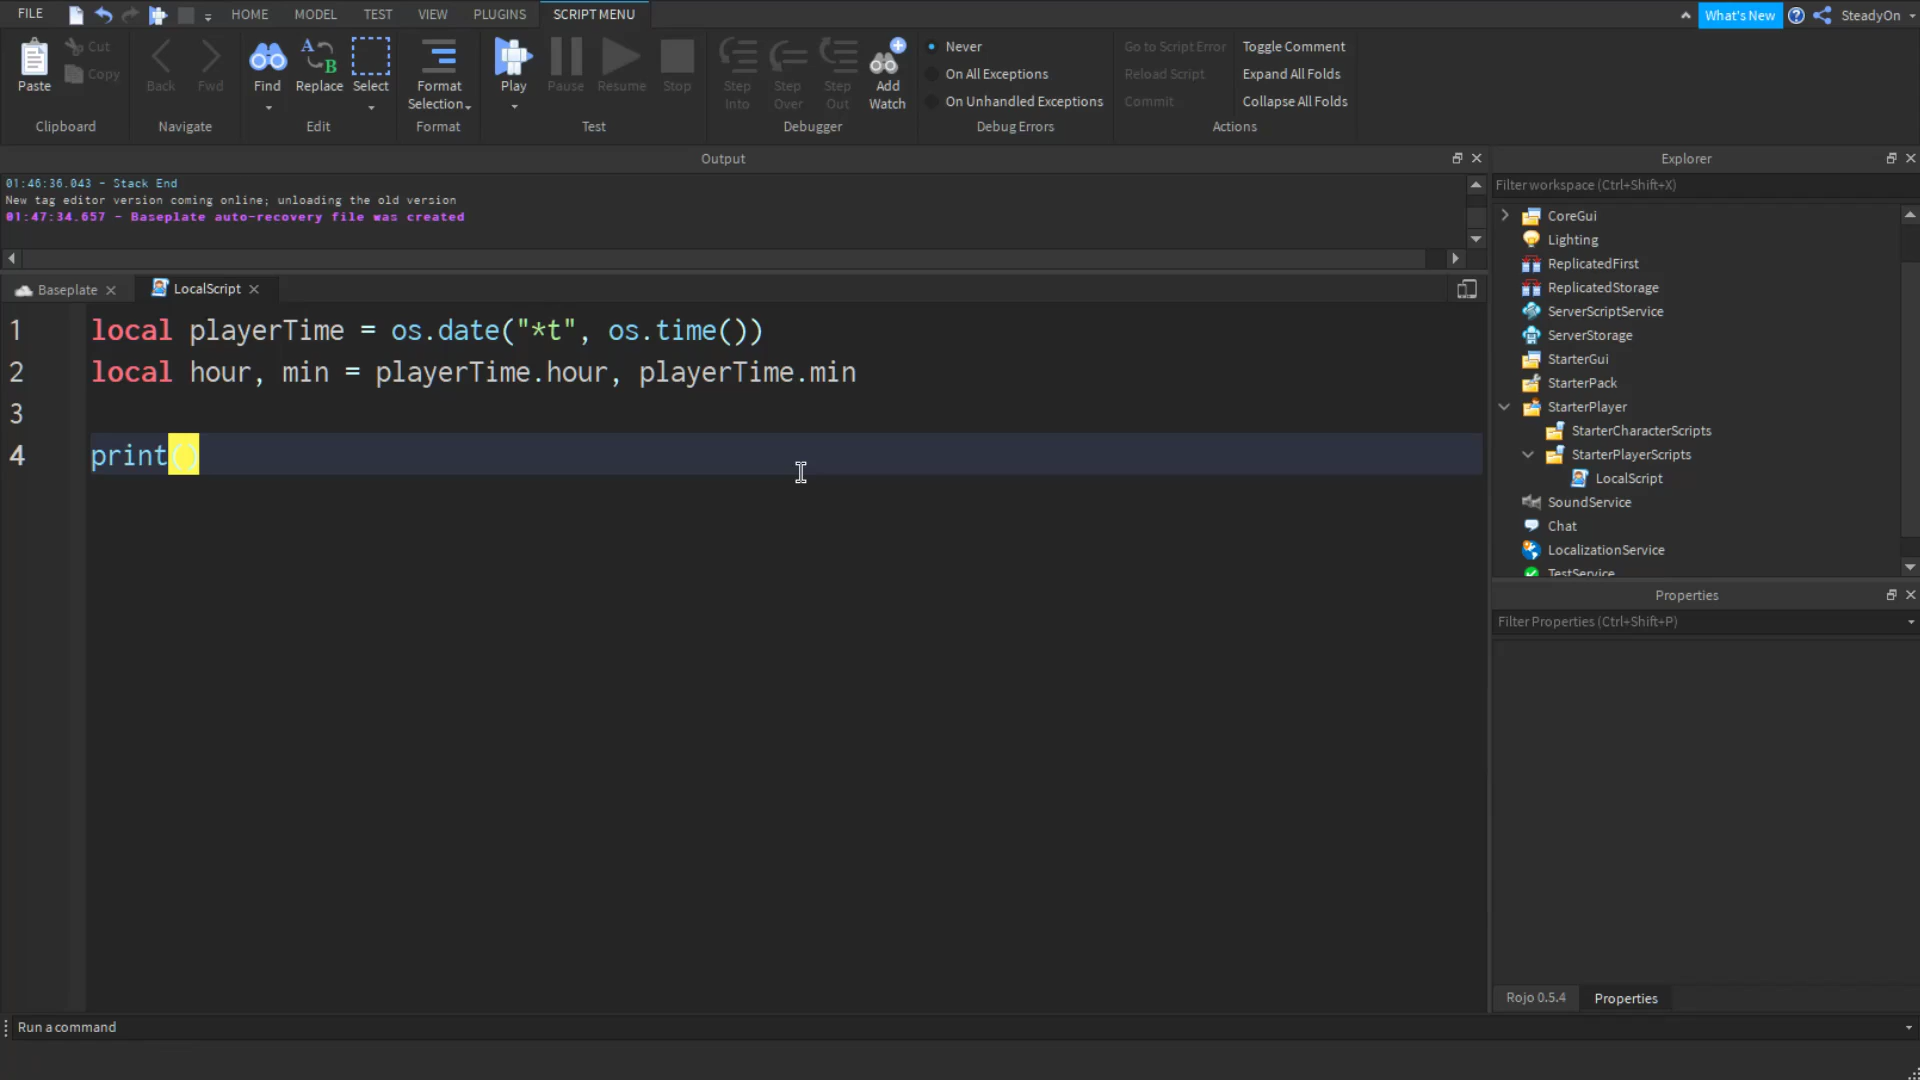 FILE HOME MODEL TEST VIEW PLUGINS SCRIPT MENU What's New SteadyOn
Paste Cut Copy
Clipboard
Back Fwd
Navigate
Find Replace Select
Edit
Format Selection
Format
Play Pause Resume Stop
Test
Step Into Step Over Step Out Add Watch
Debugger
Never
On All Exceptions
On Unhandled Exceptions
Debug Errors
Go to Script Error
Reload Script
Commit
Toggle Comment
Expand All Folds
Collapse All Folds
Actions
Output
01:46:36.043 - Stack End
New tag editor version coming online; unloading the old version
01:47:34.657 - Baseplate auto-recovery file was created
Baseplate LocalScript
1 local playerTime = os.date("*t", os.time())
2 local hour, min = playerTime.hour, playerTime.min
3
4 print()
Explorer
Filter workspace (Ctrl+Shift+X)
CoreGui
Lighting
ReplicatedFirst
ReplicatedStorage
ServerScriptService
ServerStorage
StarterGui
StarterPack
StarterPlayer
StarterCharacterScripts
StarterPlayerScripts
LocalScript
SoundService
Chat
LocalizationService
TestService
Properties
Filter Properties (Ctrl+Shift+P)
Rojo 0.5.4 Properties
Run a command